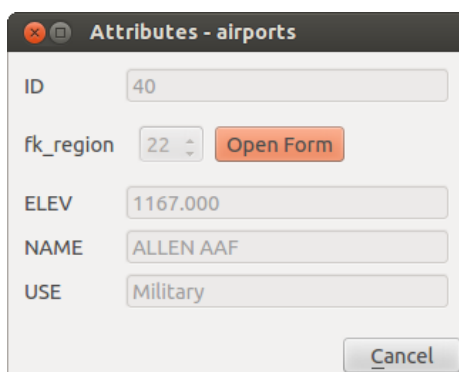 Attributes - airports
ID 40
fk_region 22 Open Form
ELEV 1167.000
NAME ALLEN AAF
USE Military
Cancel